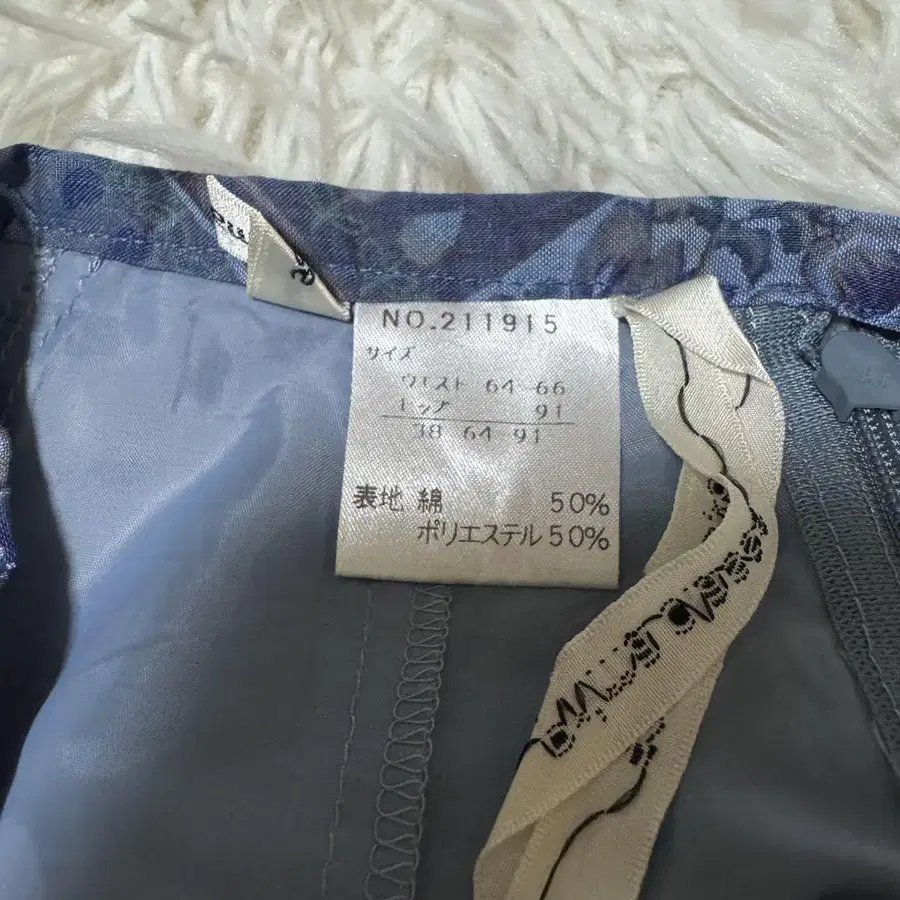 NO.211915
サイズ
ウエスト 64-66
ヒップ 91
38 64 91
表地 綿 50%
ポリエステル 50%